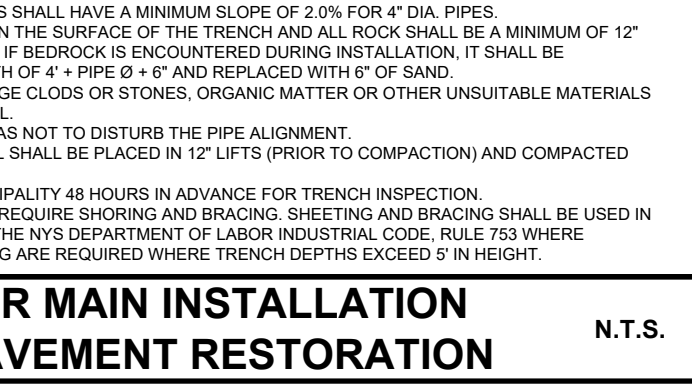 S SHALL HAVE A MINIMUM SLOPE OF 2.0% FOR 4" DIA. PIPES.
N THE SURFACE OF THE TRENCH AND ALL ROCK SHALL BE A MINIMUM OF 12"
IF BEDROCK IS ENCOUNTERED DURING INSTALLATION, IT SHALL BE
TH OF 4' + PIPE Ø + 6" AND REPLACED WITH 6" OF SAND.
GE CLODS OR STONES, ORGANIC MATTER OR OTHER UNSUITABLE MATERIALS
L.
AS NOT TO DISTURB THE PIPE ALIGNMENT.
L SHALL BE PLACED IN 12" LIFTS (PRIOR TO COMPACTION) AND COMPACTED
IPALITY 48 HOURS IN ADVANCE FOR TRENCH INSPECTION.
REQUIRE SHORING AND BRACING. SHEETING AND BRACING SHALL BE USED IN
THE NYS DEPARTMENT OF LABOR INDUSTRIAL CODE, RULE 753 WHERE
G ARE REQUIRED WHERE TRENCH DEPTHS EXCEED 5' IN HEIGHT.
R MAIN INSTALLATION
AVEMENT RESTORATION
N.T.S.